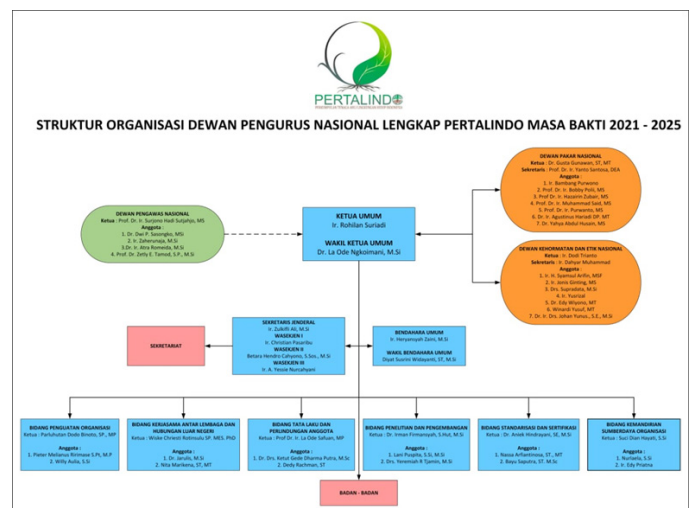 PERTALINDO
STRUKTUR ORGANISASI DEWAN PENGURUS NASIONAL LENGKAP PERTALINDO MASA BAKTI 2021 - 2025
DEWAN PENGAWAS NASIONAL
Ketua : Prof. Dr. Ir. Surjono Hadi Sutjahjo, MS
Anggota :
1. Dr. Dwi P. Sasongko, MSi
2. Ir. Zaherunaja, M.Si
3.Dr. Ir. Atra Romeida, M.Si
4. Prof. Dr. Zetly E. Tamod, S.P., M.Si
KETUA UMUM
Ir. Rohilan Suriadi
WAKIL KETUA UMUM
Dr. La Ode Ngkoimani, M.Si
DEWAN PAKAR NASIONAL
Ketua : Dr. Gusta Gunawan, ST, MT
Sekretaris : Prof. Dr. Ir. Yanto Santosa, DEA
Anggota :
1. Ir. Bambang Purwono
2. Prof. Dr. Ir. Bobby Polii, MS
3. Prof Dr. Ir. Hasroim Zubari, MS
4. Prof. Dr. Ir. Muhammad Said, MS
5. Prof. Dr. Ir. Purwanto, MS
6. Dr. Ir. Agustinus Hariadi DP. MT
7. Dr. Yahya Abdul Husain, MS
DEWAN KEHORMATAN DAN ETIK NASIONAL
Ketua : Ir. Dodi Trianto
Sekretaris : Ir. Dahyar Muhammad
Anggota :
1. Ir. H. Syamsul Arifin, MSF
2. Ir. Jonis Ginting, MS
3. Drs. Supradata, M.Si
4. Ir. Yusrizal
5. Dr. Edy Wiyono, MT
6. Winardi Yusuf, MT
7. Dr. Ir. Drs. Johan Yunus., S.E., M.Si
SEKRETARIAT
SEKRETARIS JENDERAL
Ir. Zulkifli Ali, M.Si
WASEKJEN I
Ir. Christian Pasaribu
WASEKJEN II
Betara Hendro Cahyono, S.Sos., M.Si
WASEKJEN III
Ir. A. Yessie Nurcahyani
BENDAHARA UMUM
Ir. Heryansyah Zaini, M.Si
WAKIL BENDAHARA UMUM
Diyat Susrini Widayanti, ST, M.Si
BIDANG PENGUATAN ORGANISASI
Ketua : Parluhutan Dodo Binoto, SP., MP
Anggota :
1. Pieter Melianus Ririmasse S.Pt, M.P
2. Willy Aulia, S.Si
BIDANG KERJASAMA ANTAR LEMBAGA DAN
HUBUNGAN LUAR NEGERI
Ketua : Wiske Christi Rotinsulu SP. MES. PhD
Anggota :
1. Dr. Jarulis, M.Si
2. Nita Marikena, ST, MT
BIDANG TATA LAKU DAN
PERLINDUNGAN ANGGOTA
Ketua : Prof Dr. Ir. La Ode Safuan, MP
Anggota :
1. Dr. Drs. Ketut Gede Dharma Putra, M.Sc
2. Dedy Rachman, ST
BIDANG PENELITIAN DAN PENGEMBANGAN
Ketua : Dr. Irman Firmansyah, S.Hut, M.Si
Anggota :
1. Lani Puspita, S.Si, M.Si
2. Drs. Yeremiah R Tjamin, M.Si
BIDANG STANDARISASI DAN SERTIFIKASI
Ketua : Dr. Aniek Hindrayani, SE, M.Si
Anggota :
1. Nassa Arfiantinosa, ST., MT
2. Bayu Saputra, ST. M.Sc
BIDANG KEMANDIRIAN
SUMBERDAYA ORGANISASI
Ketua : Suci Dian Hayati, S.Si
Anggota :
1. Nurlaela, S.Si
2. Ir. Edy Priatna
BADAN - BADAN